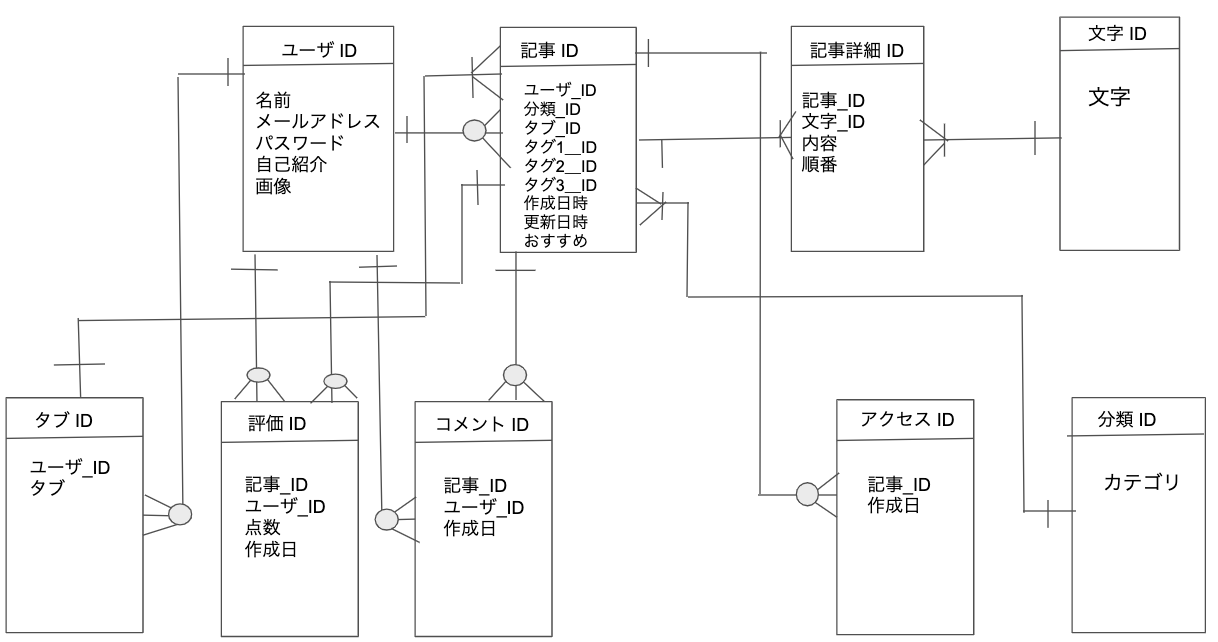 ユーザ ID
名前
メールアドレス
パスワード
自己紹介
画像
記事 ID
ユーザ_ID
分類_ID
タブ_ID
タグ1__ID
タグ2__ID
タグ3__ID
作成日時
更新日時
おすすめ
記事詳細 ID
記事_ID
文字_ID
内容
順番
文字 ID
文字
タブ ID
ユーザ_ID
タブ
評価 ID
記事_ID
ユーザ_ID
点数
作成日
コメント ID
記事_ID
ユーザ_ID
作成日
アクセス ID
記事_ID
作成日
分類 ID
カテゴリ